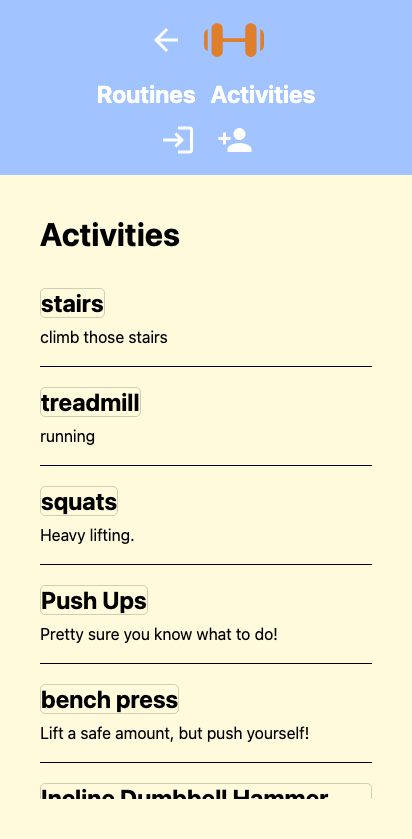 Routines Activities
Activities
stairs
climb those stairs
treadmill
running
squats
Heavy lifting.
Push Ups
Pretty sure you know what to do!
bench press
Lift a safe amount, but push yourself!
Incline Dumbbell Hammer